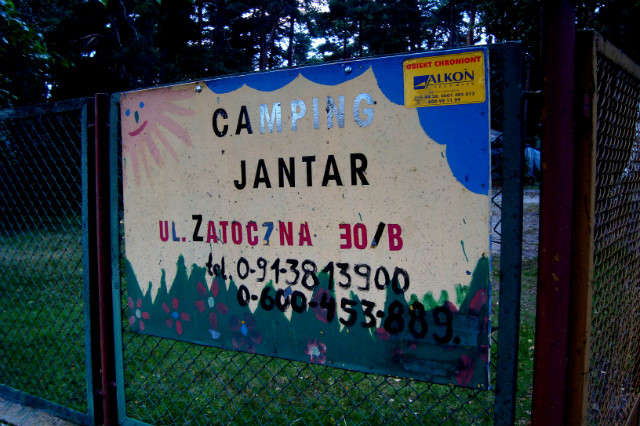 CAMPING
JANTAR
UL. ZATOCZNA 30/B
tel. 0-91-3813900
0-600-453-889.
OBIEKT CHRONIONY
ALKON